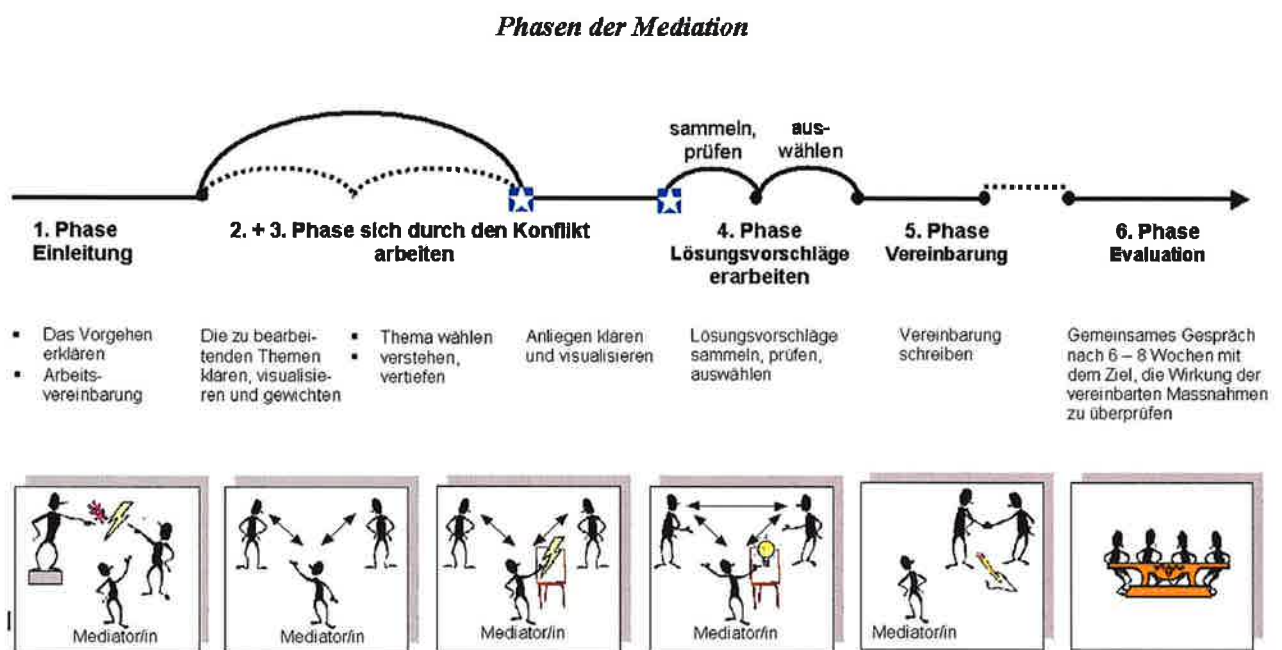 Phasen der Mediation
sammeln,
prüfen
aus-
wählen
1. Phase
Einleitung
2. + 3. Phase sich durch den Konflikt
arbeiten
4. Phase
Lösungsvorschläge
erarbeiten
5. Phase
Vereinbarung
6. Phase
Evaluation
▪ Das Vorgehen
erklären
▪ Arbeits-
vereinbarung
Die zu bearbei-
tenden Themen
klären, visualisie-
ren und gewichten
▪ Thema wählen
▪ verstehen,
vertiefen
Anliegen klären
und visualisieren
Lösungsvorschläge
sammeln, prüfen,
auswählen
Vereinbarung
schreiben
Gemeinsames Gespräch
nach 6 – 8 Wochen mit
dem Ziel, die Wirkung der
vereinbarten Massnahmen
zu überprüfen
Mediator/in
Mediator/in
Mediator/in
Mediator/in
Mediator/in